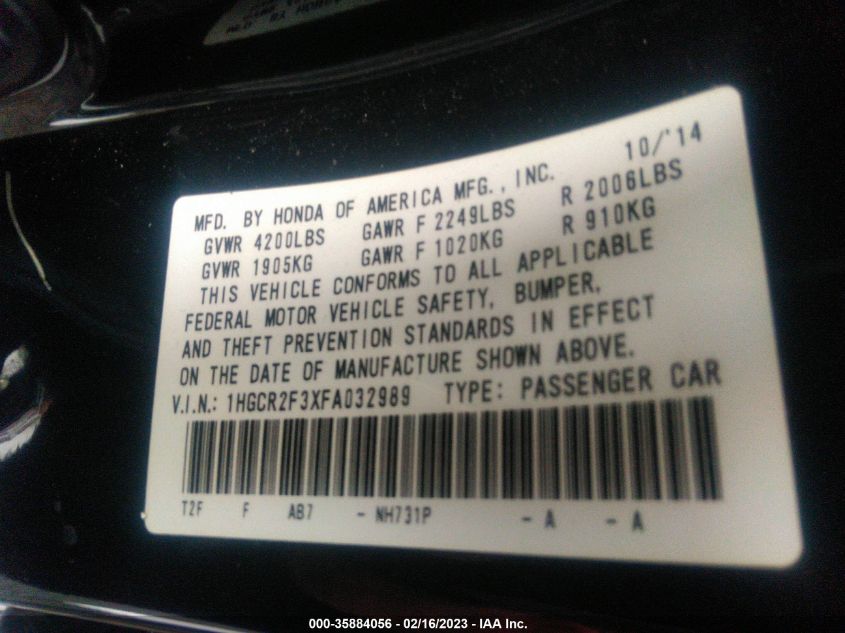 10/'14
MFD. BY HONDA OF AMERICA MFG., INC.
GVWR 4200LBS GAWR F 2249LBS R 2006LBS
GVWR 1905KG GAWR F 1020KG R 910KG
THIS VEHICLE CONFORMS TO ALL APPLICABLE
FEDERAL MOTOR VEHICLE SAFETY, BUMPER,
AND THEFT PREVENTION STANDARDS IN EFFECT
ON THE DATE OF MANUFACTURE SHOWN ABOVE.
V.I.N.: 1HGCR2F3XFA032989 TYPE: PASSENGER CAR
T2F F AB7 - NH731P - A - A
000-35884056 - 02/16/2023 - IAA Inc.